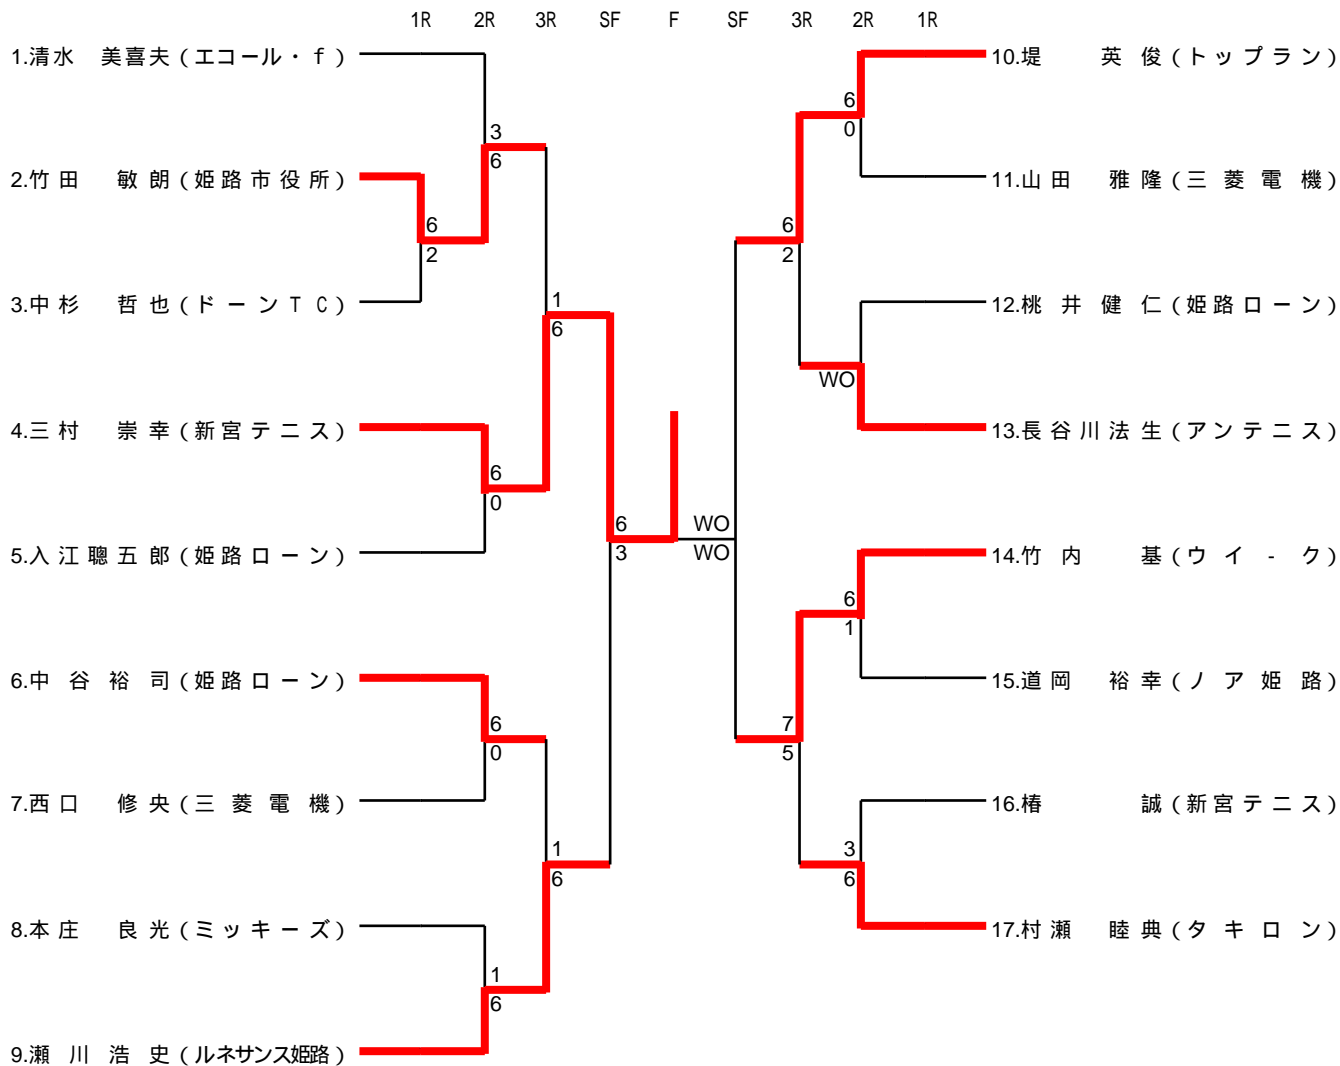 1R 2R 3R SF F SF 3R 2R 1R
1.清水 美喜夫(エコール・f)
2.竹田 敏朗(姫路市役所)
3.中杉 哲也(ドーンTC)
4.三村 崇幸(新宮テニス)
5.入江聰五郎(姫路ローン)
6.中谷裕司(姫路ローン)
7.西口 修央(三菱電機)
8.本庄 良光(ミッキーズ)
9.瀬川浩史(ルネサンス姫路)
3
6
6
2
1
6
6
0
6
3
6
0
1
6
1
6
WO
WO
6
0
6
2
WO
6
1
7
5
3
6
10.堤 英俊(トップラン)
11.山田 雅隆(三菱電機)
12.桃井健仁(姫路ローン)
13.長谷川法生(アンテニス)
14.竹内 基(ウイ-ク)
15.道岡 裕幸(ノア姫路)
16.椿 誠(新宮テニス)
17.村瀬 睦典(タキロン)